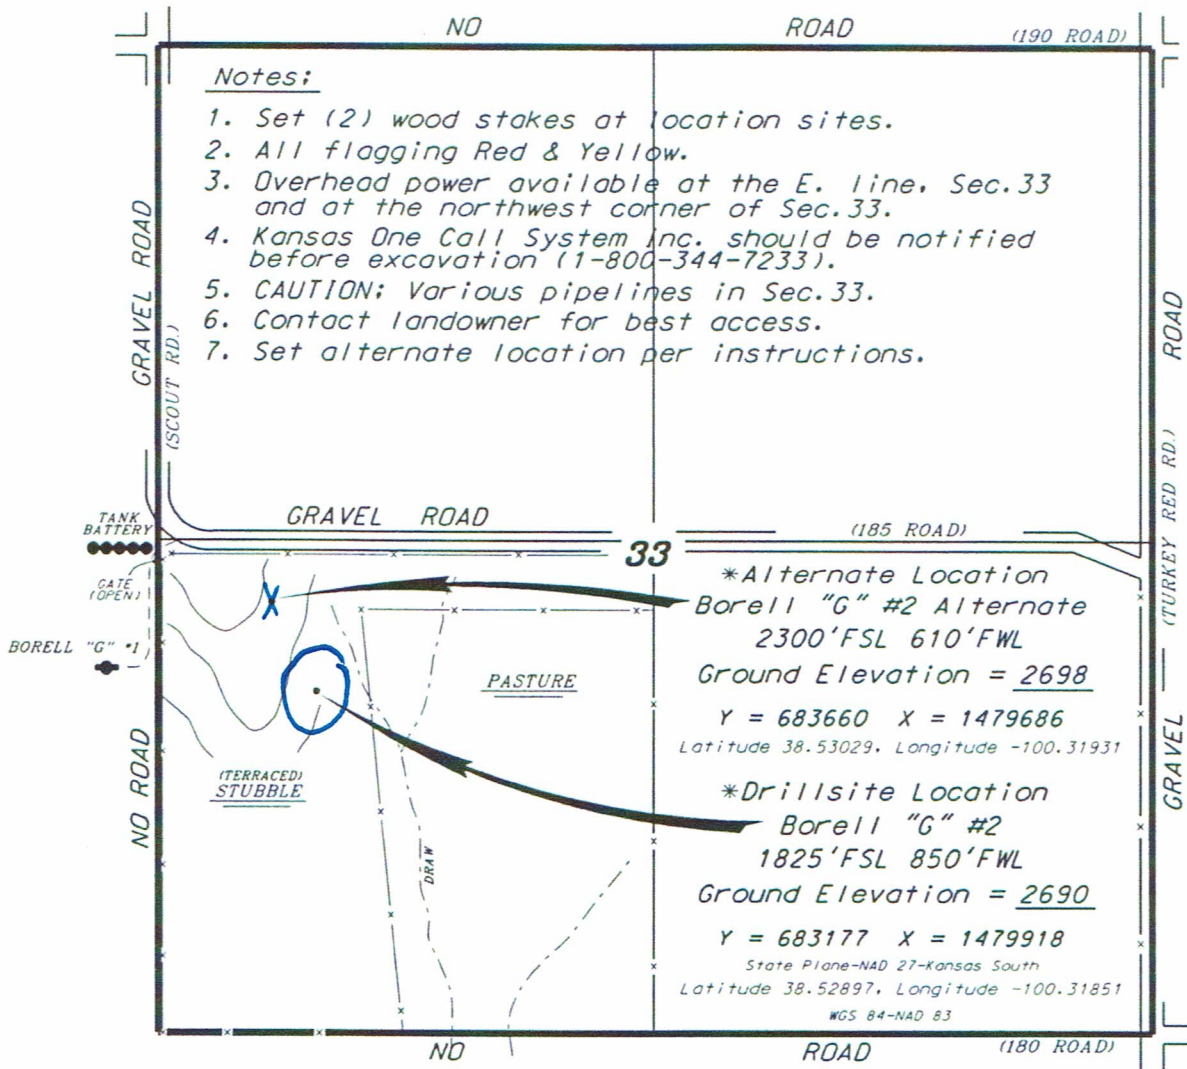 NO ROAD (190 ROAD)
Notes:
1. Set (2) wood stakes at location sites.
2. All flagging Red & Yellow.
3. Overhead power available at the E. line, Sec.33
and at the northwest corner of Sec.33.
4. Kansas One Call System Inc. should be notified
before excavation (1-800-344-7233).
5. CAUTION: Various pipelines in Sec.33.
6. Contact landowner for best access.
7. Set alternate location per instructions.
GRAVEL ROAD
(SCOUT RD.)
ROAD
(TURKEY RED RD.)
GRAVEL
TANK
BATTERY
GRAVEL ROAD
(185 ROAD)
33
GATE
(OPEN)
X
BORELL "G" #1
*Alternate Location
Borell "G" #2 Alternate
2300'FSL 610'FWL
Ground Elevation = 2698
Y = 683660 X = 1479686
Latitude 38.53029, Longitude -100.31931
PASTURE
(TERRACED)
STUBBLE
NO ROAD
DRAW
*Drillsite Location
Borell "G" #2
1825'FSL 850'FWL
Ground Elevation = 2690
Y = 683177 X = 1479918
State Plane-NAD 27-Kansas South
Latitude 38.52897, Longitude -100.31851
WGS 84-NAD 83
NO ROAD (180 ROAD)